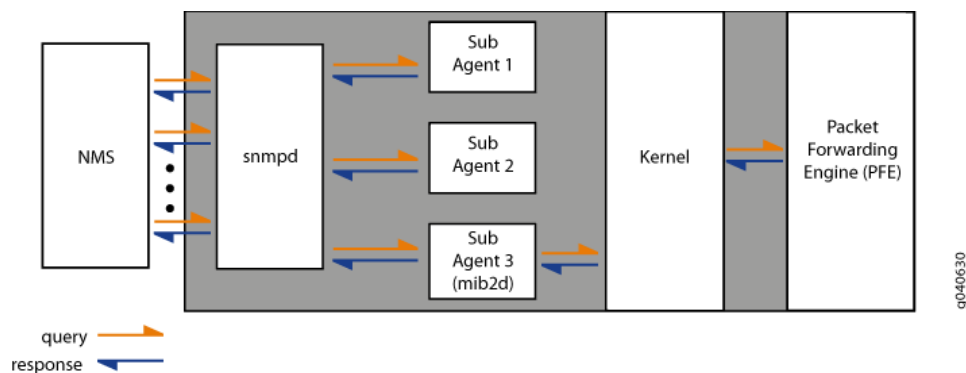 NMS
snmpd
Sub
Agent 1
Sub
Agent 2
Sub
Agent 3
(mib2d)
Kernel
Packet
Forwarding
Engine (PFE)
query
response
g040630